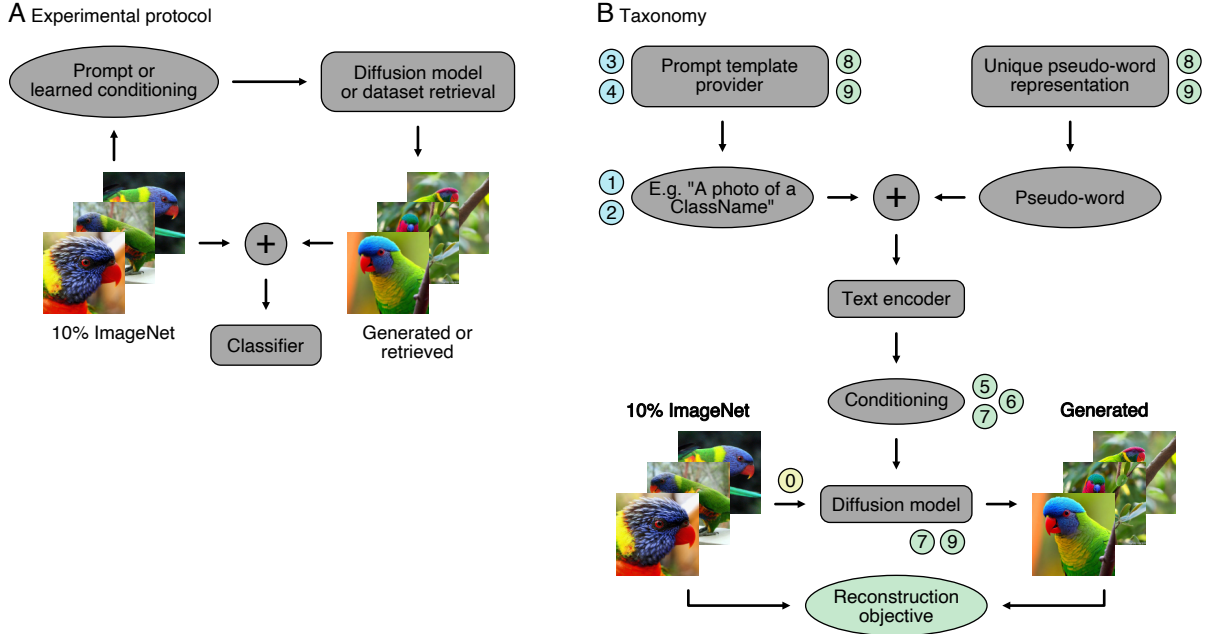 A Experimental protocol
Prompt or
learned conditioning
Diffusion model
or dataset retrieval
+
10% ImageNet
Classifier
Generated or
retrieved
B Taxonomy
3
4
Prompt template
provider
8
9
Unique pseudo-word
representation
8
9
1
2
E.g. "A photo of a
ClassName"
+
Pseudo-word
Text encoder
Conditioning
5
6
7
10% ImageNet
Generated
0
Diffusion model
7
9
Reconstruction
objective